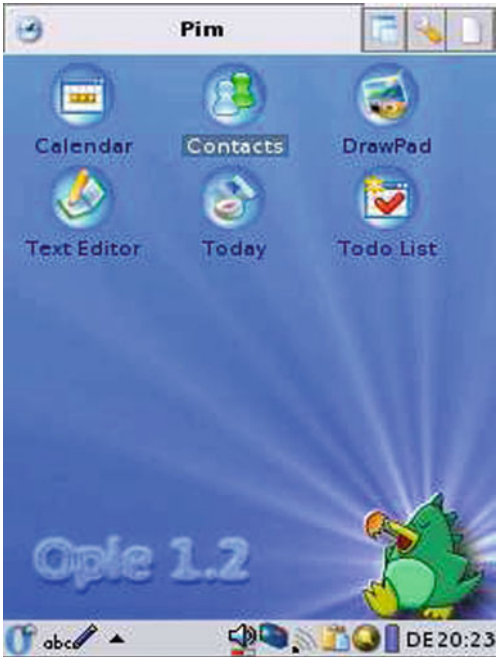 Pim
Calendar Contacts DrawPad
Text Editor Today Todo List
Opie 1.2
abc DE 20:23